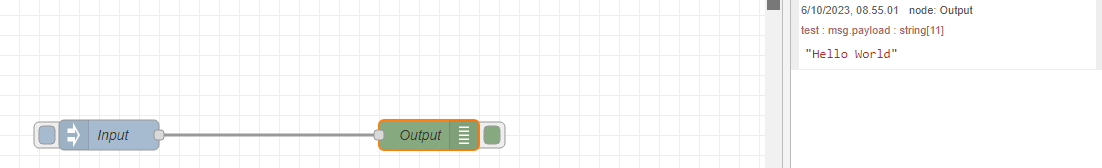 6/10/2023, 08.55.01 node: Output
test : msg.payload : string[11]
"Hello World"
Input
Output